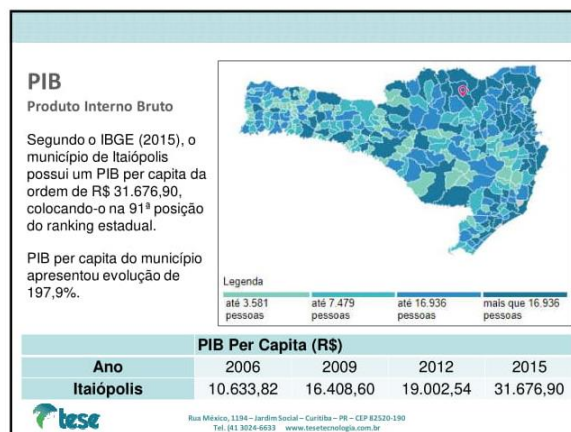 PIB
Produto Interno Bruto
Segundo o IBGE (2015), o
município de Itaiópolis
possui um PIB per capita da
ordem de R$ 31.676,90,
colocando-o na 91ª posição
do ranking estadual.
PIB per capita do município
apresentou evolução de
197,9%.
Legenda
até 3.581 pessoas
até 7.479 pessoas
até 16.936 pessoas
mais que 16.936 pessoas
PIB Per Capita (R$)
Ano 2006 2009 2012 2015
Itaiópolis 10.633,82 16.408,60 19.002,54 31.676,90
tese
Rua México, 1194 – Jardim Social – Curitiba – PR – CEP 82520-190
Tel. (41 3024-6633 www.tesetecnologia.com.br